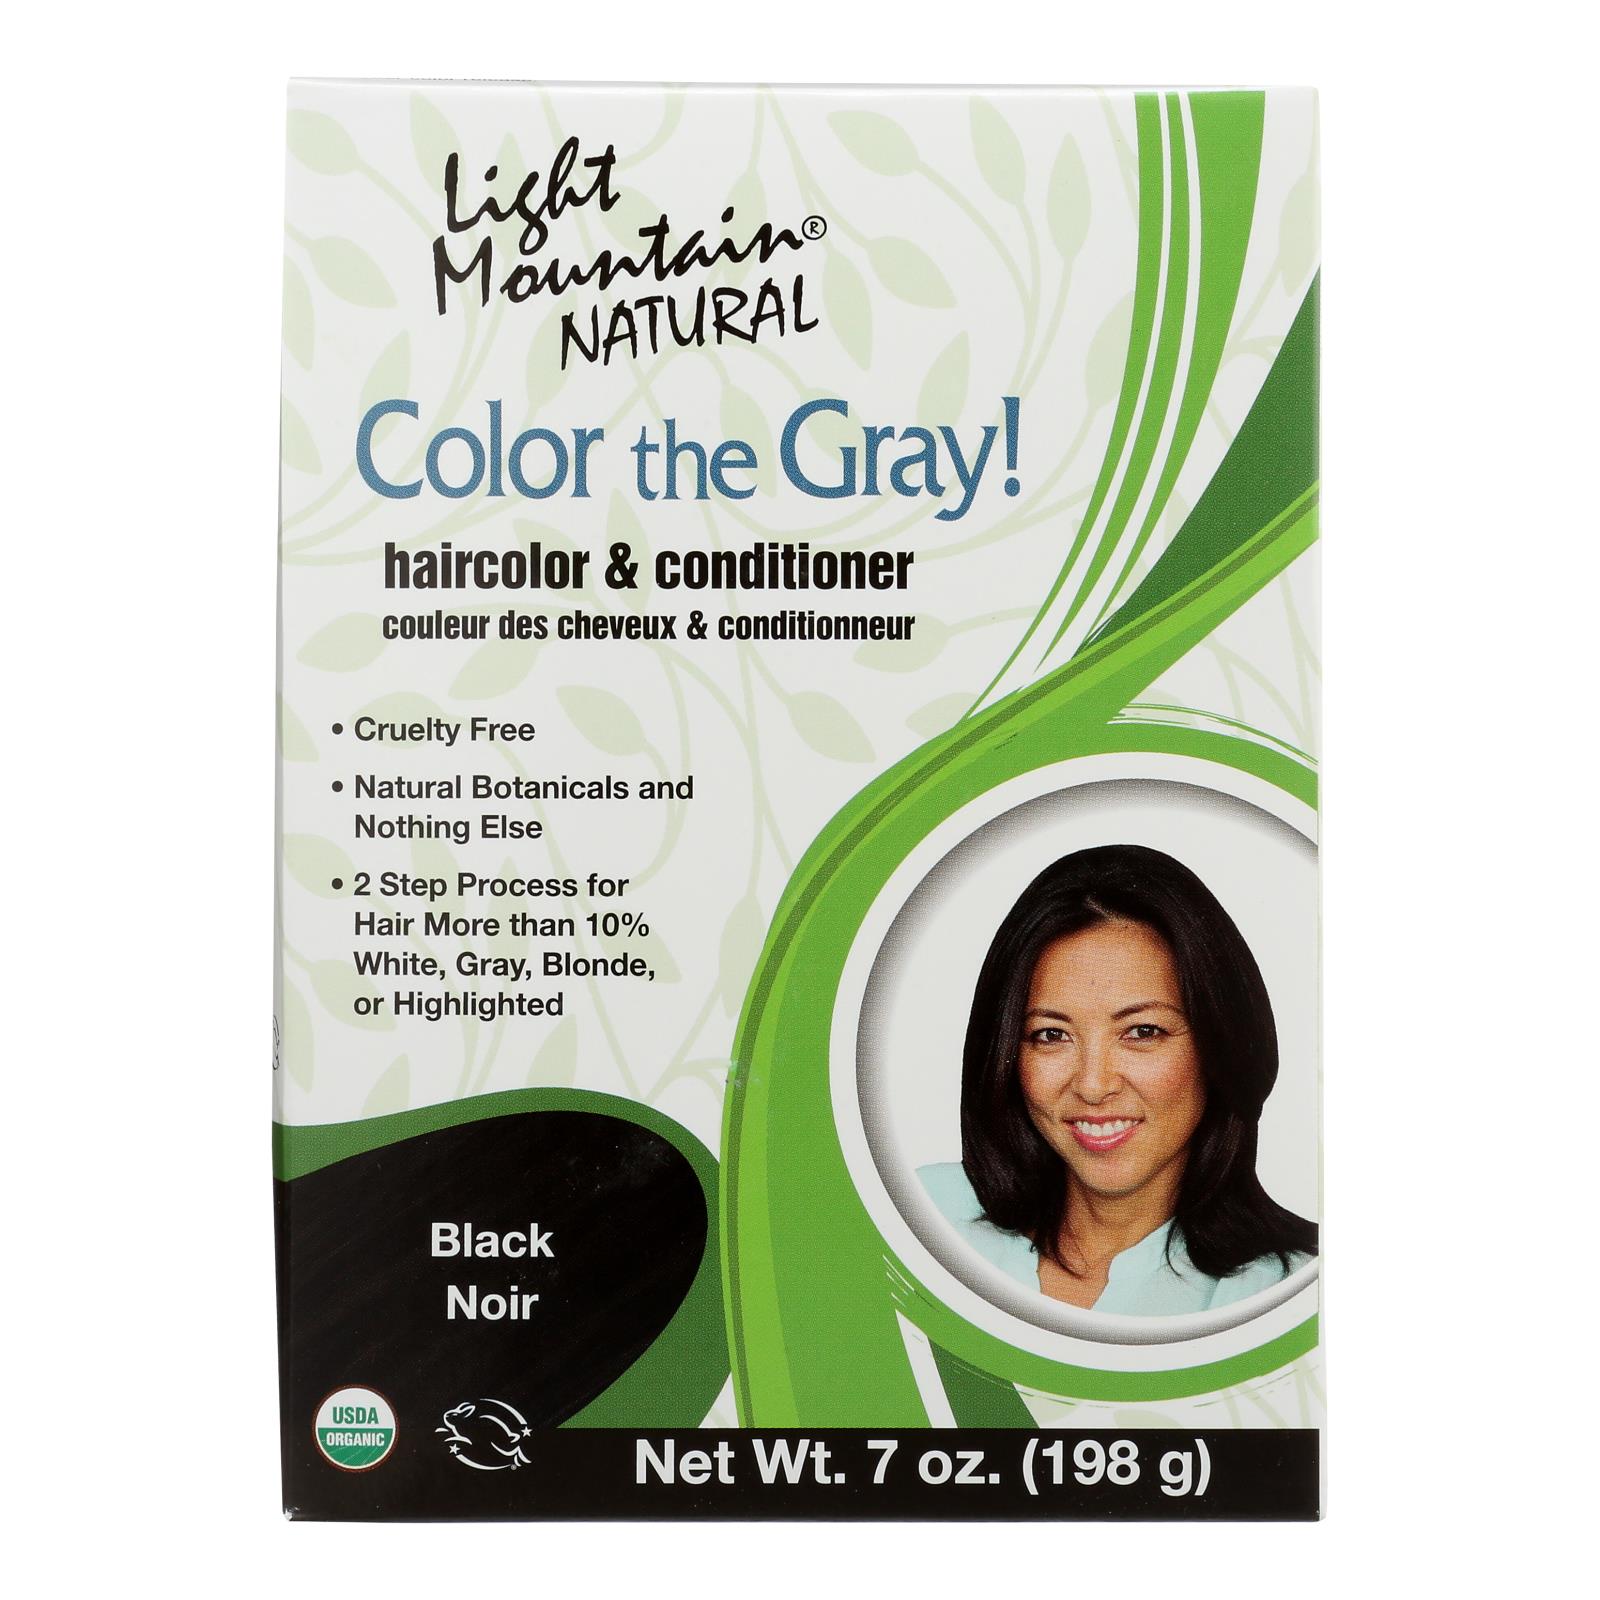 Light
Mountain®
NATURAL
Color the Gray!
haircolor & conditioner
couleur des cheveux & conditionneur
• Cruelty Free
• Natural Botanicals and
Nothing Else
• 2 Step Process for
Hair More than 10%
White, Gray, Blonde,
or Highlighted
Black
Noir
USDA
ORGANIC
Net Wt. 7 oz. (198 g)